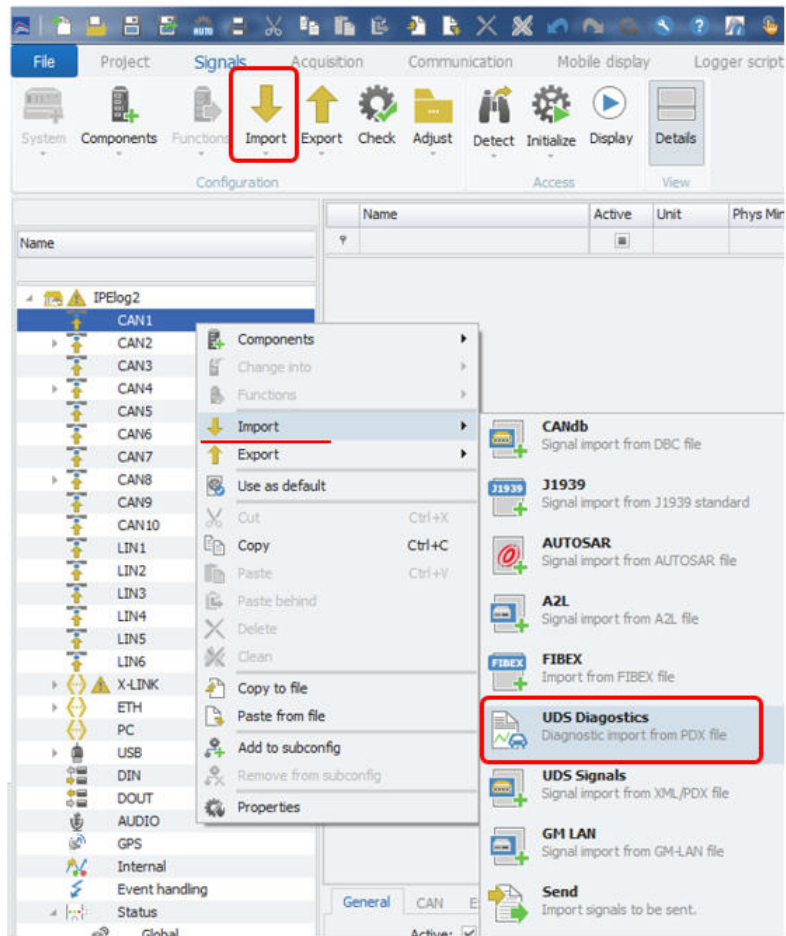 AUTO
File Project Signals Acquisition Communication Mobile display Logger script
System Components Functions Import Export Check Adjust Detect Initialize Display Details
Configuration Access View
Name Active Unit Phys Min
Name
IPElog2
CAN1
CAN2
CAN3
CAN4
CAN5
CAN6
CAN7
CAN8
CAN9
CAN10
LIN1
LIN2
LIN3
LIN4
LIN5
LIN6
X-LINK
ETH
PC
USB
DIN
DOUT
AUDIO
GPS
Internal
Event handling
Status
Global
Components
Change into
Functions
Import
Export
Use as default
Cut Ctrl+X
Copy Ctrl+C
Paste Ctrl+V
Paste behind
Delete
Clean
Copy to file
Paste from file
Add to subconfig
Remove from subconfig
Properties
CANdb
Signal import from DBC file
J1939
J1939
Signal import from J1939 standard
AUTOSAR
Signal import from AUTOSAR file
A2L
Signal import from A2L file
FIBEX
FIBEX
Import from FIBEX file
UDS Diagostics
Diagnostic import from PDX file
UDS Signals
Signal import from XML/PDX file
GM LAN
Signal import from GM-LAN file
Send
Import signals to be sent.
General CAN E
Active: